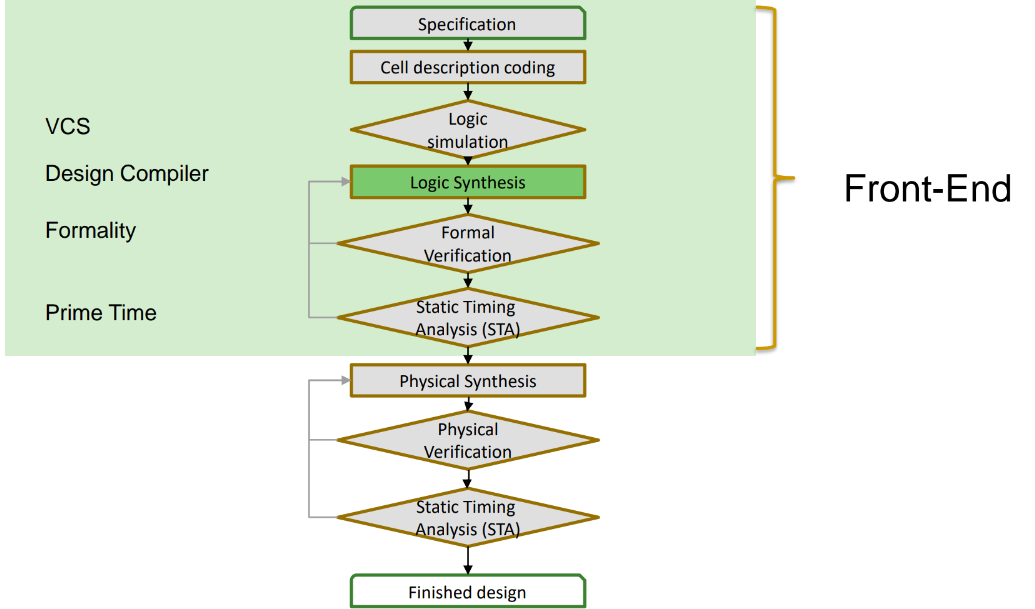 Specification
Cell description coding
VCS
Logic
simulation
Design Compiler
Logic Synthesis
Front-End
Formality
Formal
Verification
Prime Time
Static Timing
Analysis (STA)
Physical Synthesis
Physical
Verification
Static Timing
Analysis (STA)
Finished design